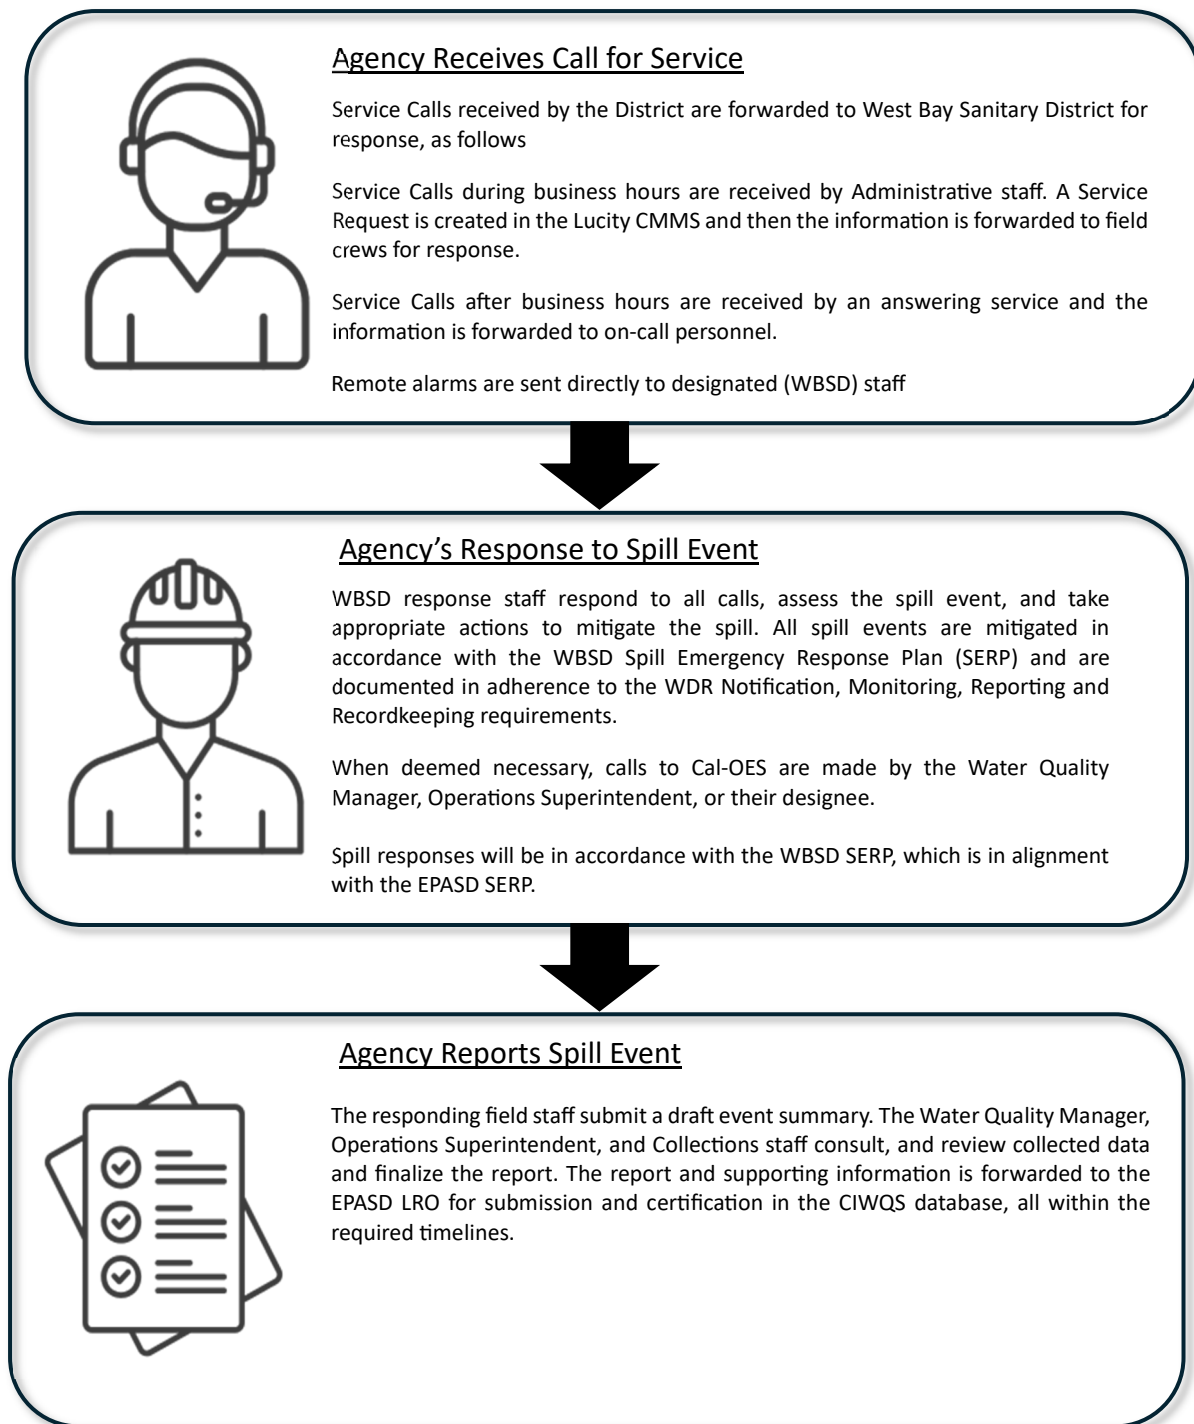 Agency Receives Call for Service
Service Calls received by the District are forwarded to West Bay Sanitary District for
response, as follows
Service Calls during business hours are received by Administrative staff. A Service
Request is created in the Lucity CMMS and then the information is forwarded to field
crews for response.
Service Calls after business hours are received by an answering service and the
information is forwarded to on-call personnel.
Remote alarms are sent directly to designated (WBSD) staff
Agency’s Response to Spill Event
WBSD response staff respond to all calls, assess the spill event, and take
appropriate actions to mitigate the spill. All spill events are mitigated in
accordance with the WBSD Spill Emergency Response Plan (SERP) and are
documented in adherence to the WDR Notification, Monitoring, Reporting and
Recordkeeping requirements.
When deemed necessary, calls to Cal-OES are made by the Water Quality
Manager, Operations Superintendent, or their designee.
Spill responses will be in accordance with the WBSD SERP, which is in alignment
with the EPASD SERP.
Agency Reports Spill Event
The responding field staff submit a draft event summary. The Water Quality Manager,
Operations Superintendent, and Collections staff consult, and review collected data
and finalize the report. The report and supporting information is forwarded to the
EPASD LRO for submission and certification in the CIWQS database, all within the
required timelines.